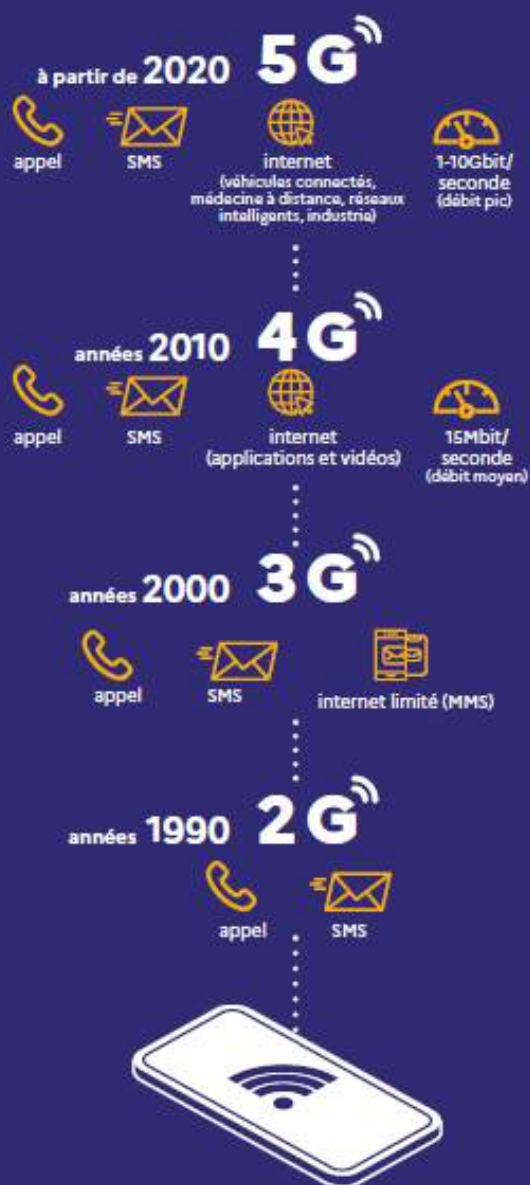 à partir de 2020 5G
appel
SMS
internet
(véhicules connectés,
médecine à distance, réseaux
intelligents, industrie)
1-10Gbit/
seconde
(débit pic)
années 2010 4G
appel
SMS
internet
(applications et vidéos)
15Mbit/
seconde
(débit moyen)
années 2000 3G
appel
SMS
internet limité (MMS)
années 1990 2G
appel
SMS